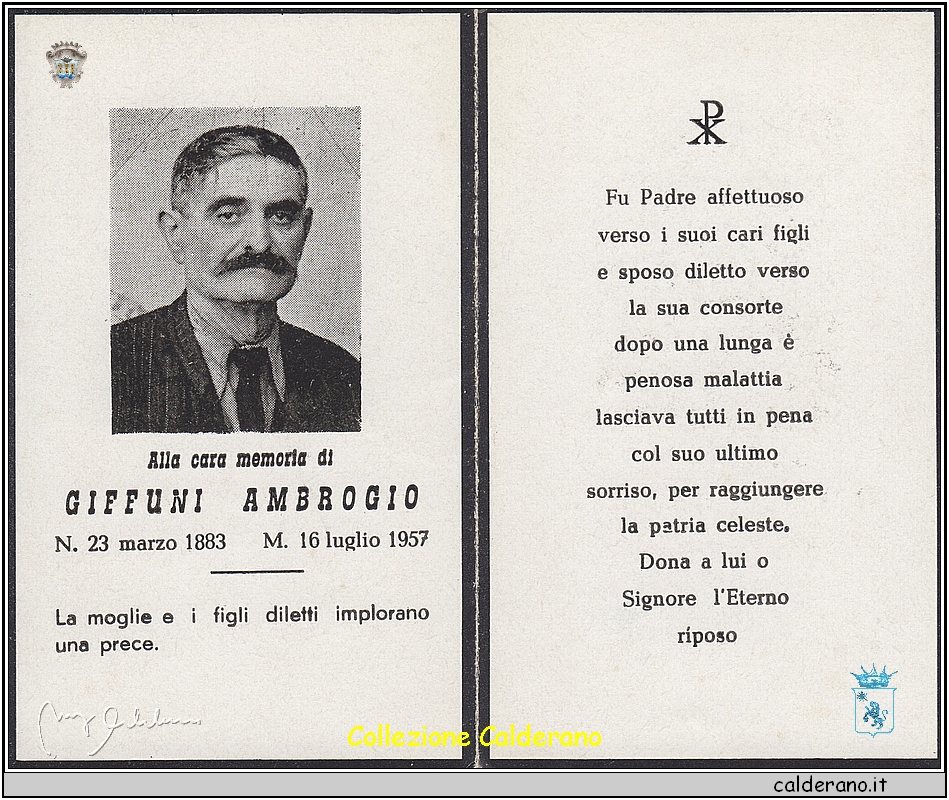 Alla cara memoria di
GIFFUNI AMBROGIO
N. 23 marzo 1883 M. 16 luglio 1957
La moglie e i figli diletti implorano
una prece.
Fu Padre affettuoso
verso i suoi cari figli
e sposo diletto verso
la sua consorte
dopo una lunga è
penosa malattia
lasciava tutti in pena
col suo ultimo
sorriso, per raggiungere
la patria celeste.
Dona a lui o
Signore l'Eterno
riposo
Collezione Calderano
calderano.it